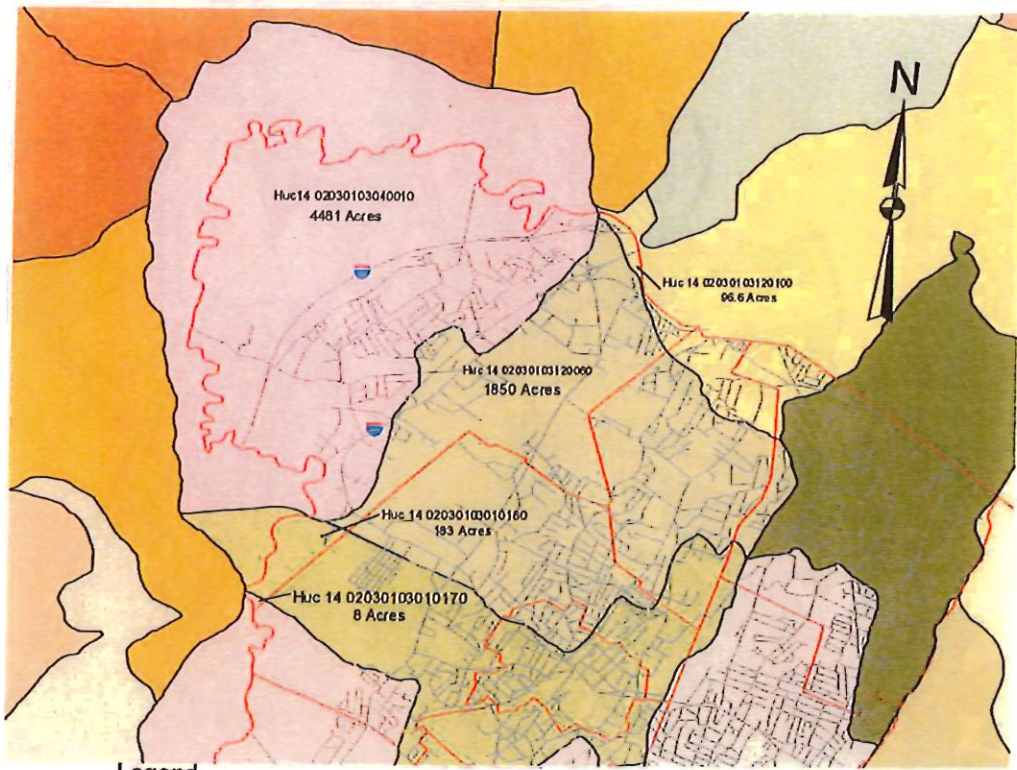 N
Huc14 02030103040010
4481 Acres
Huc 14 02030103120100
96.6 Acres
Huc 14 02030103120060
1850 Acres
Huc 14 02030103010160
183 Acres
Huc 14 02030103010170
8 Acres
Legend